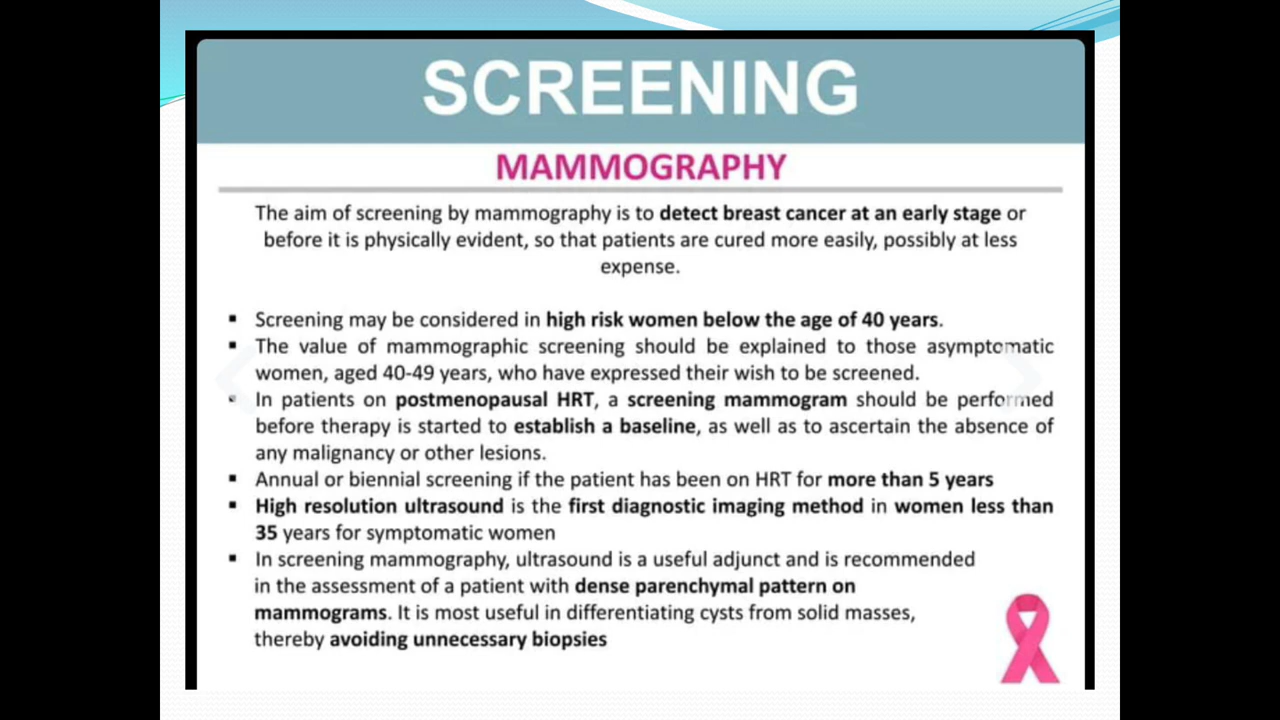 SCREENING
MAMMOGRAPHY
The aim of screening by mammography is to detect breast cancer at an early stage or
before it is physically evident, so that patients are cured more easily, possibly at less
expense.
▪ Screening may be considered in high risk women below the age of 40 years.
▪ The value of mammographic screening should be explained to those asymptomatic
women, aged 40-49 years, who have expressed their wish to be screened.
▪ In patients on postmenopausal HRT, a screening mammogram should be performed
before therapy is started to establish a baseline, as well as to ascertain the absence of
any malignancy or other lesions.
▪ Annual or biennial screening if the patient has been on HRT for more than 5 years
▪ High resolution ultrasound is the first diagnostic imaging method in women less than
35 years for symptomatic women
▪ In screening mammography, ultrasound is a useful adjunct and is recommended
in the assessment of a patient with dense parenchymal pattern on
mammograms. It is most useful in differentiating cysts from solid masses,
thereby avoiding unnecessary biopsies